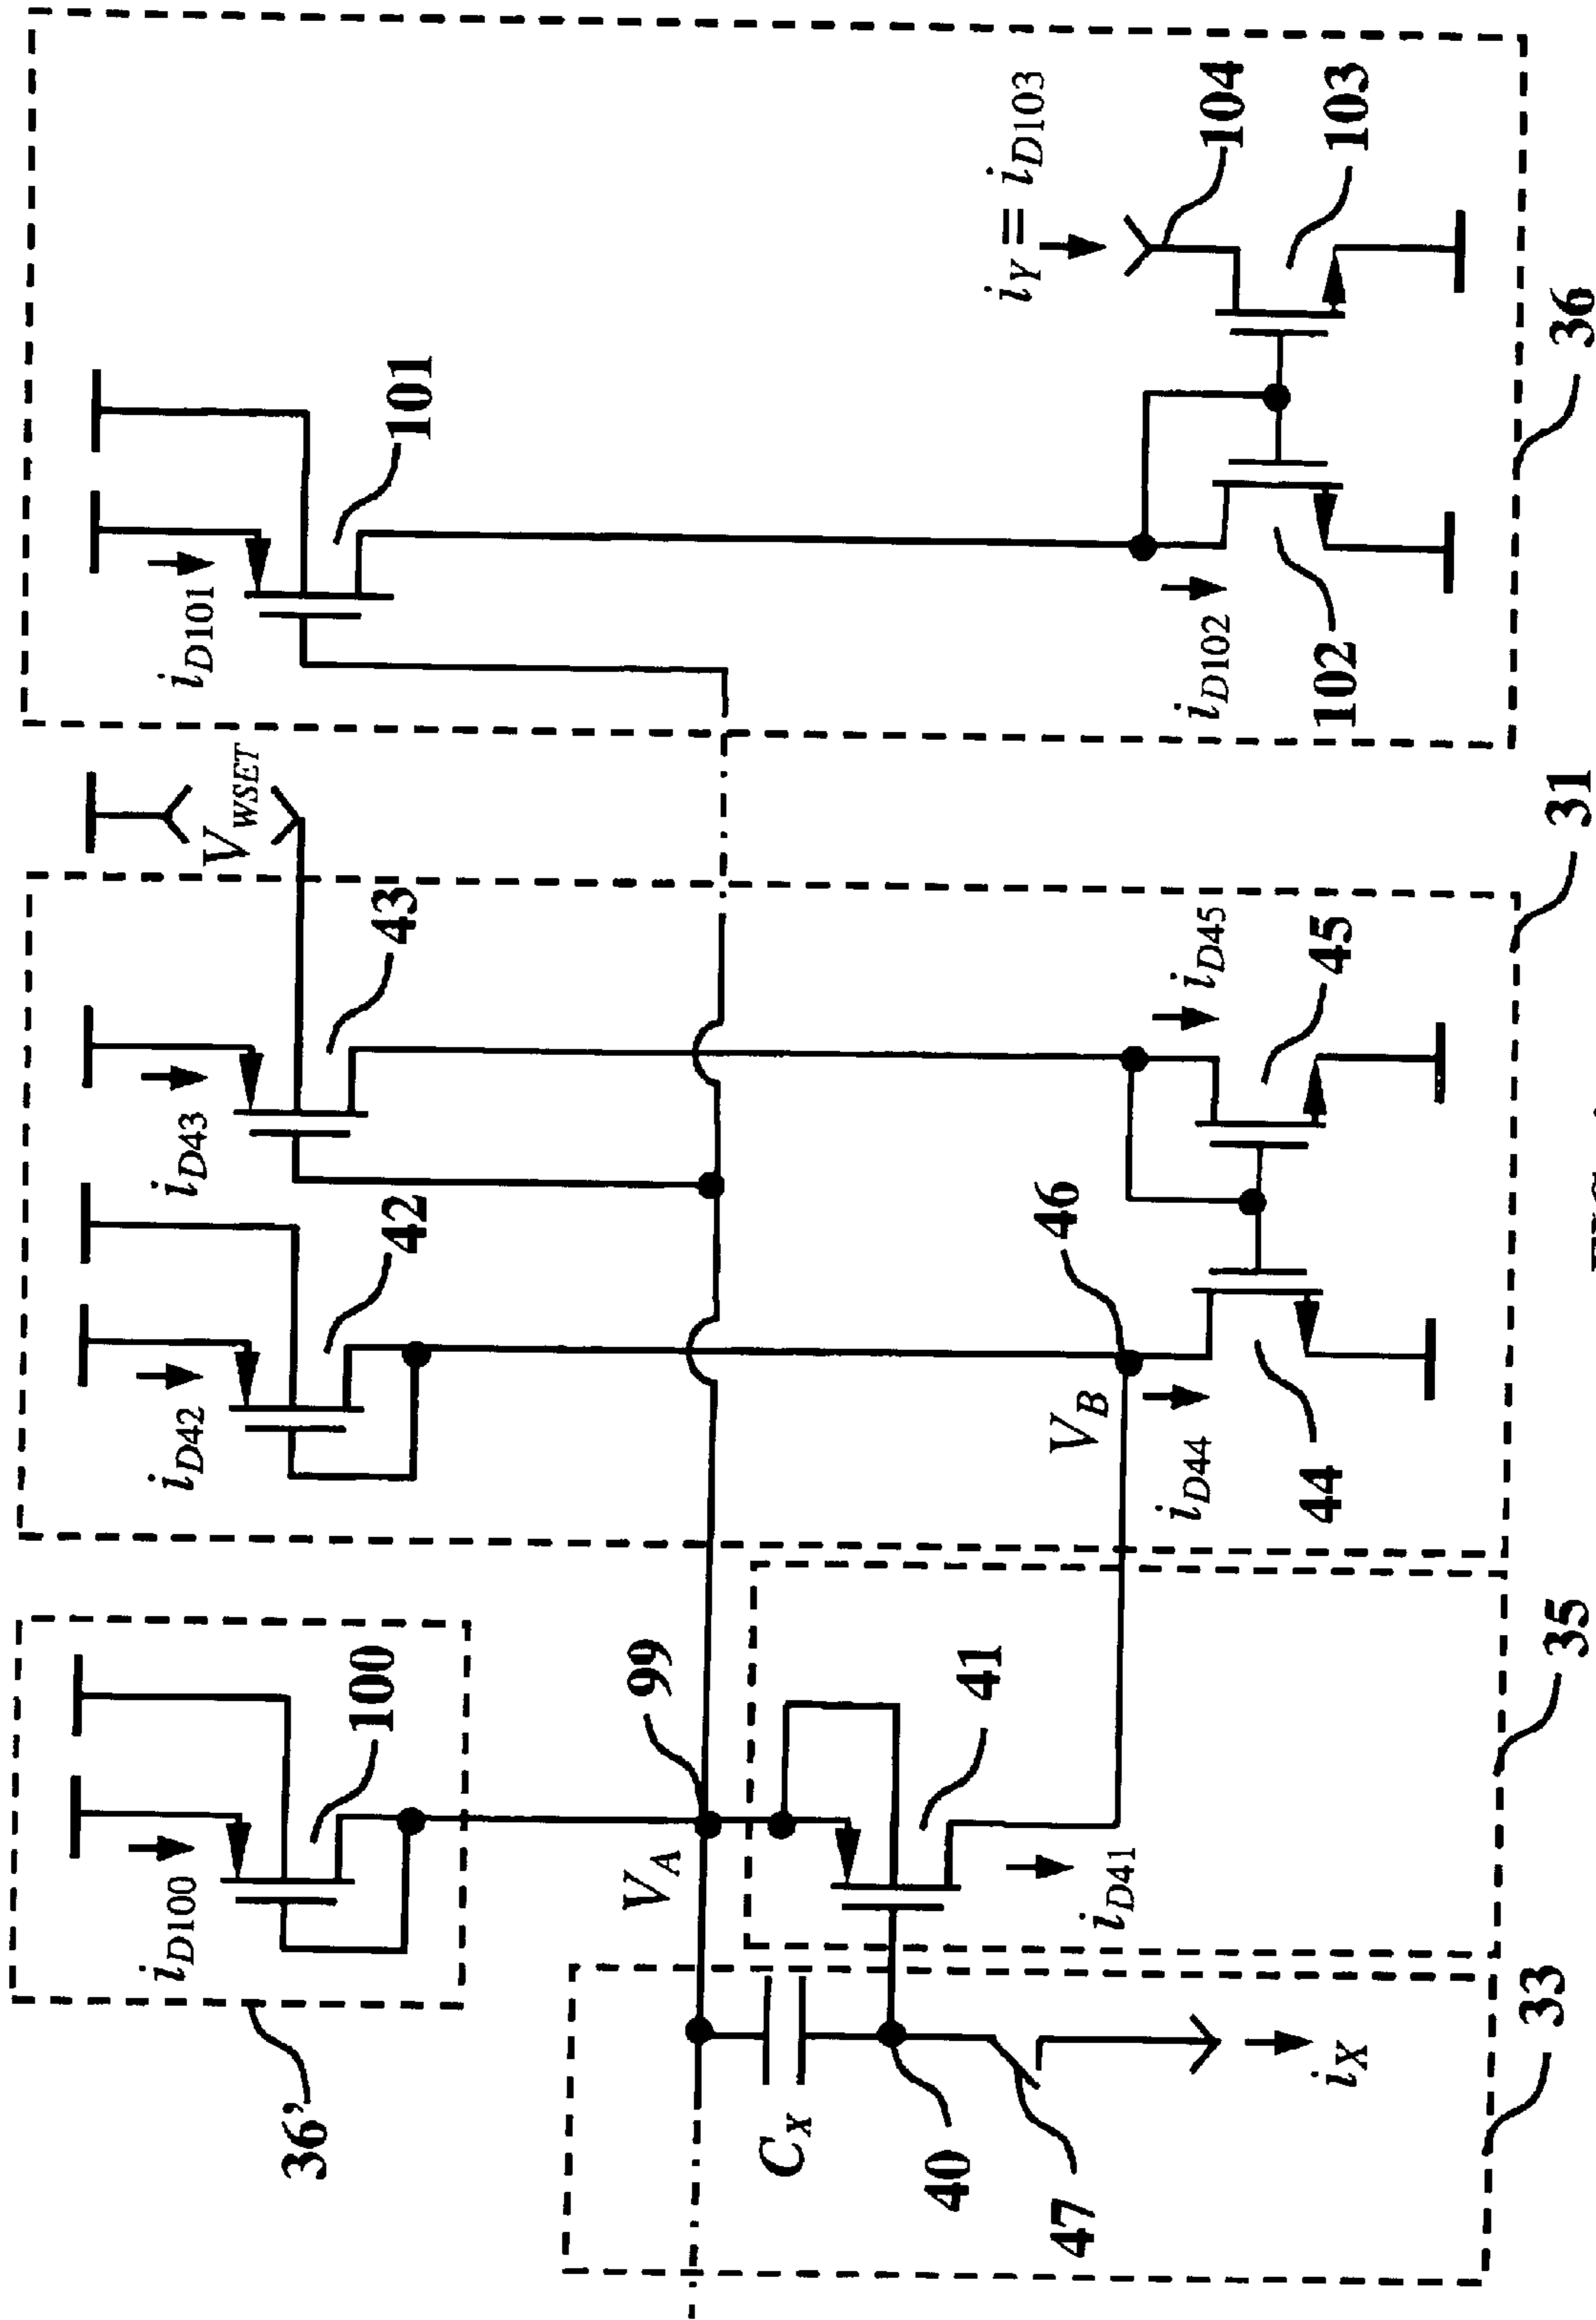 36'
i_D100
100
i_D42
42
i_D43
43
V_WSET
i_D101
101
V_A
99
C_X
40
47
i_X
41
i_D41
V_B
46
i_D44
44
i_D45
45
i_D102
102
i_Y = i_D103
104
103
33
35
31
36